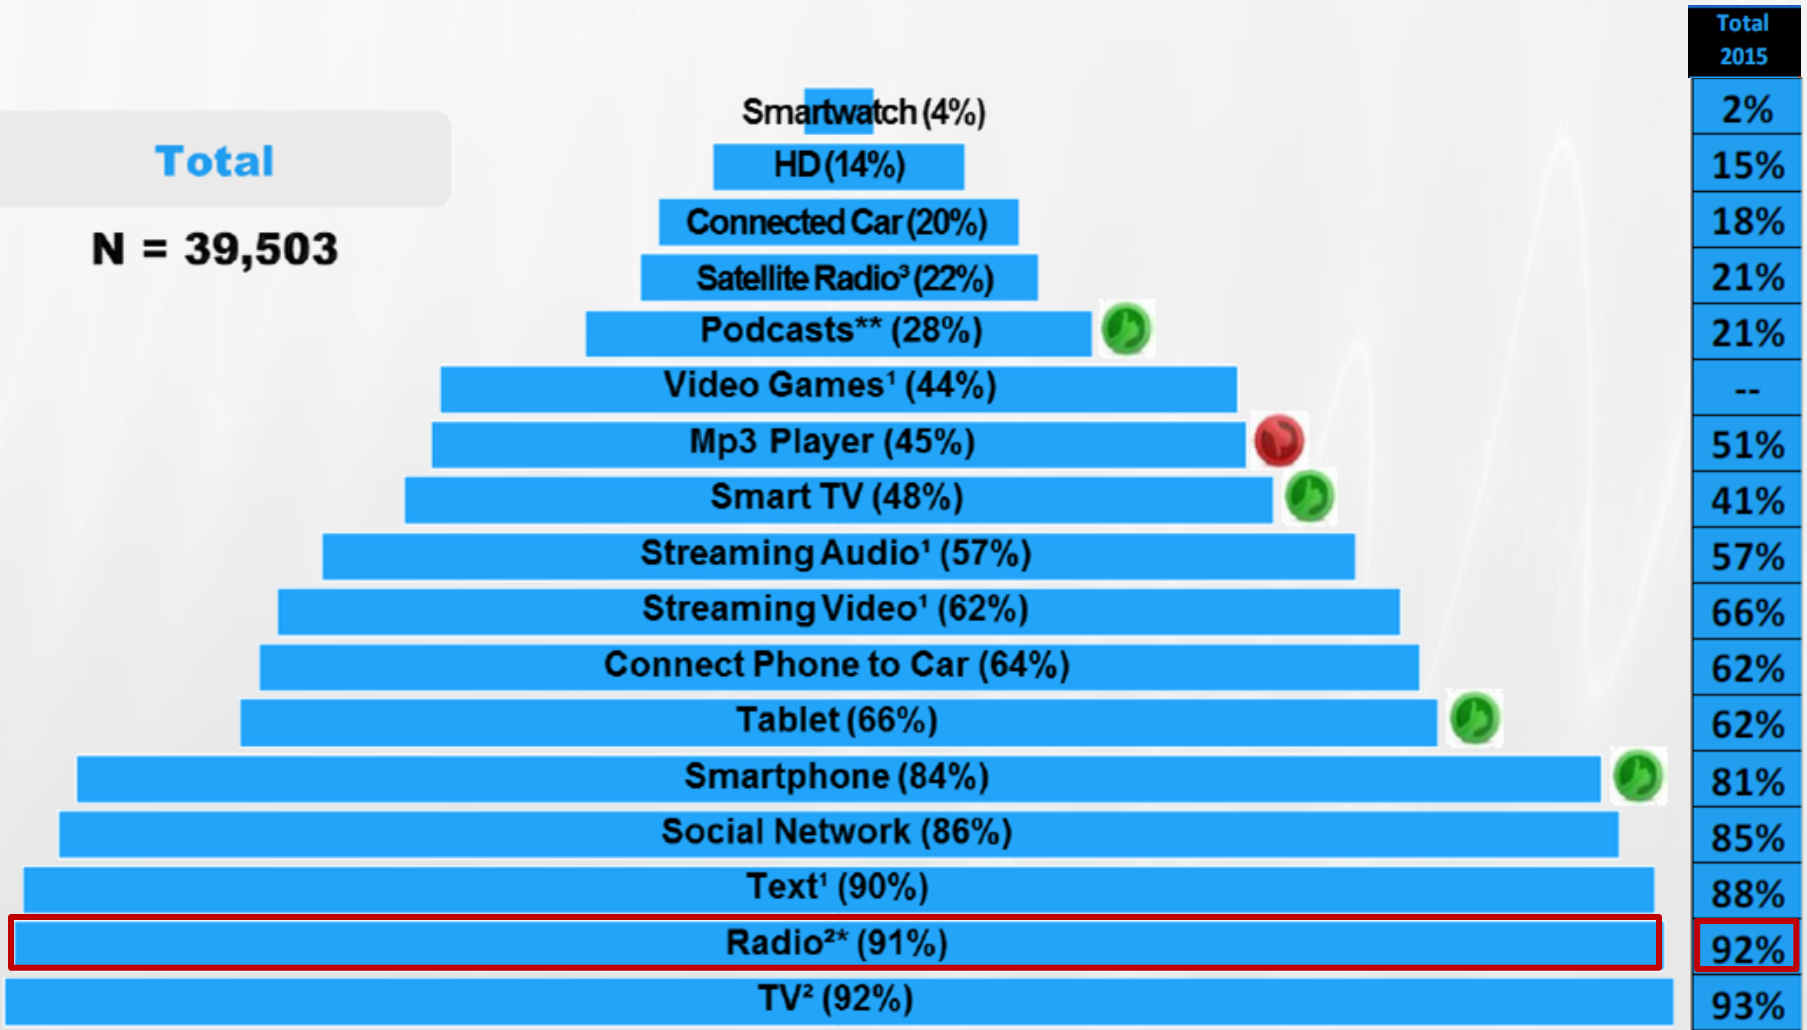 Total
2015
Smartwatch (4%) 2%
Total
HD (14%) 15%
N = 39,503
Connected Car (20%) 18%
Satellite Radio³ (22%) 21%
Podcasts** (28%) 21%
Video Games¹ (44%) --
Mp3 Player (45%) 51%
Smart TV (48%) 41%
Streaming Audio¹ (57%) 57%
Streaming Video¹ (62%) 66%
Connect Phone to Car (64%) 62%
Tablet (66%) 62%
Smartphone (84%) 81%
Social Network (86%) 85%
Text¹ (90%) 88%
Radio²* (91%) 92%
TV² (92%) 93%